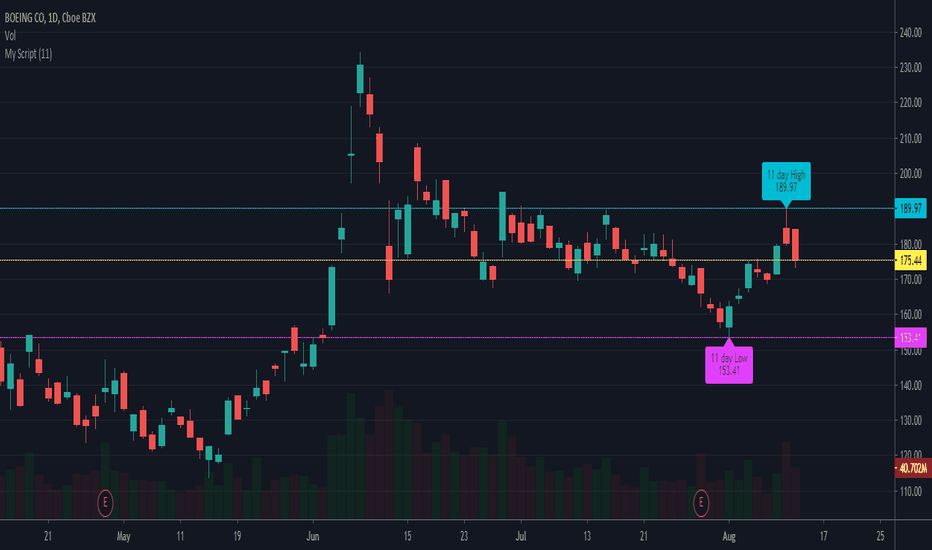 BOEING CO, 1D, Cboe BZX
Vol
My Script (11)
240.00
230.00
220.00
210.00
200.00
11 day High
189.97
189.97
180.00
175.44
170.00
160.00
153.41
150.00
11 day Low
153.41
140.00
130.00
120.00
40.702M
110.00
E
E
21
May
11
19
Jun
15
23
Jul
13
21
Aug
17
25